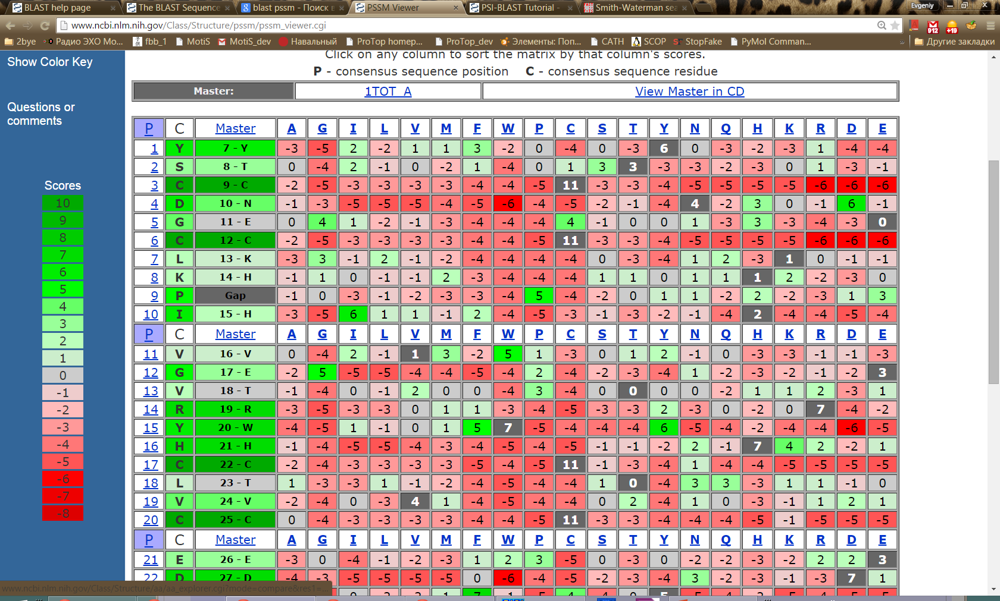 BLAST help page
The BLAST Sequence
blast pssm - Поиск в
PSSM Viewer
PSI-BLAST Tutorial -
Smith-Waterman sea
Evgeniy
www.ncbi.nlm.nih.gov/Class/Structure/pssm/pssm_viewer.cgi
912
+19
2bye
Радио ЭХО Мо...
fbb_1
MotiS
MotiS_dev
Навальный
ProTop homep...
ProTop_dev
Элементы: Поп...
CATH
SCOP
StopFake
PyMol Comman...
»
Другие закладки
Show Color Key
Questions or
comments
Scores
10
9
8
7
6
5
4
3
2
1
0
-1
-2
-3
-4
-5
-6
-7
-8
Click on any column to sort the matrix by that column's scores.
P - consensus sequence position C - consensus sequence residue
Master: 1TOT_A View Master in CD
P C Master A G I L V M F W P C S T Y N Q H K R D E
1 Y 7 - Y -3 -5 2 -2 1 1 3 -2 0 -4 0 -3 6 0 -3 -2 -3 1 -4 -4
2 S 8 - T 0 -4 2 -1 0 -2 1 -4 0 1 3 3 -3 -3 -2 -3 0 1 -3 -1
3 C 9 - C -2 -5 -3 -3 -3 -3 -4 -4 -5 11 -3 -3 -4 -5 -5 -5 -5 -6 -6 -6
4 D 10 - N -1 -3 -5 -5 -5 -4 -5 -6 -4 -5 -2 -1 -4 4 -2 3 0 -1 6 -1
5 G 11 - E 0 4 1 -2 -1 -3 -4 -4 -4 4 -1 0 0 1 -3 3 -3 -4 -3 0
6 C 12 - C -2 -5 -3 -3 -3 -3 -4 -4 -5 11 -3 -3 -4 -5 -5 -5 -5 -6 -6 -6
7 L 13 - K -3 3 -1 2 -1 -2 -4 -4 -4 -4 0 -3 -4 1 2 -3 1 0 -1 -1
8 K 14 - H -1 1 0 -1 -1 2 -3 -4 -4 -4 1 1 0 1 1 1 2 -2 -3 0
9 P Gap -1 0 -3 -1 -2 -3 -3 -4 5 -4 -2 0 1 1 -2 2 -2 -3 1 3
10 I 15 - H -3 -5 6 1 1 -1 2 -4 -5 -3 -1 -3 -2 -1 -4 2 -4 -4 -5 -4
P C Master A G I L V M F W P C S T Y N Q H K R D E
11 V 16 - V 0 -4 2 -1 1 3 -2 5 1 -3 0 1 2 -1 0 -3 -3 -1 -1 -3
12 G 17 - E -2 5 -5 -5 -4 -4 -5 -4 2 -4 -2 -3 -4 1 -2 -3 -2 -1 -2 3
13 V 18 - T -1 -4 0 -1 2 0 0 -4 3 -4 0 0 0 0 -2 1 1 2 -3 1
14 R 19 - R -3 -5 -3 -3 0 1 1 -3 -4 -5 -3 -3 2 -3 0 -2 0 7 -4 -2
15 Y 20 - W -4 -5 1 -1 0 1 5 7 -5 -4 -4 -4 6 -5 -4 -2 -4 -4 -6 -5
16 H 21 - H -1 -4 -5 -5 -4 -3 -4 -5 -4 -5 -1 -1 -2 2 -1 7 4 2 -2 1
17 C 22 - C -2 -4 -3 -3 -3 -3 -5 -4 -5 11 -1 -3 -4 1 -4 -4 -5 -5 -5 -5
18 L 23 - T 1 -3 -3 1 -1 -2 -4 -5 -4 -4 1 0 -4 3 3 -3 1 1 -1 0
19 V 24 - V -2 -4 0 -3 4 1 -4 -5 -4 -4 0 2 -4 1 0 -3 -1 1 2 1
20 C 25 - C 0 -4 -3 -3 -3 -3 -4 -4 -5 11 -3 -3 -4 -4 -4 -5 -1 -5 -5 -5
P C Master A G I L V M F W P C S T Y N Q H K R D E
21 E 26 - E -3 0 -4 -1 -2 -3 1 2 3 -5 0 -3 0 -2 -2 -3 -2 2 2 3
22 D 27 - D -4 -3 -5 -5 -5 -5 0 -6 -4 -5 -2 -3 -4 3 -2 -3 -1 -3 7 1
www.ncbi.nlm.nih.gov/Class/Structure/aa/aa_explorer.cgi?mode=compare&res1=...